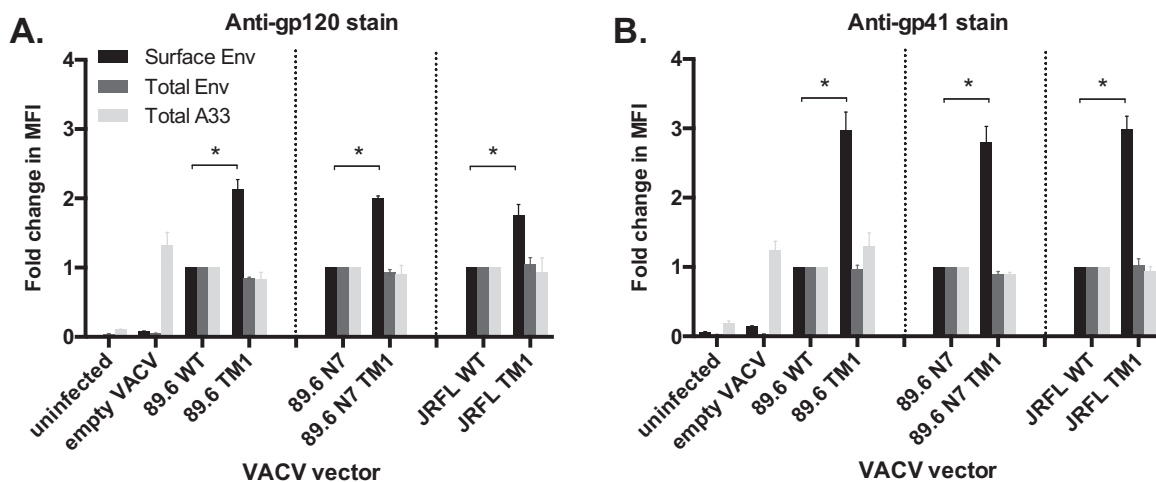 A.
Anti-gp120 stain
Surface Env
Total Env
Total A33
Fold change in MFI
4
3
2
1
0
*
*
*
uninfected
empty VACV
89.6 WT
89.6 TM1
89.6 N7
89.6 N7 TM1
JRFL WT
JRFL TM1
VACV vector
B.
Anti-gp41 stain
Fold change in MFI
4
3
2
1
0
*
*
*
uninfected
empty VACV
89.6 WT
89.6 TM1
89.6 N7
89.6 N7 TM1
JRFL WT
JRFL TM1
VACV vector